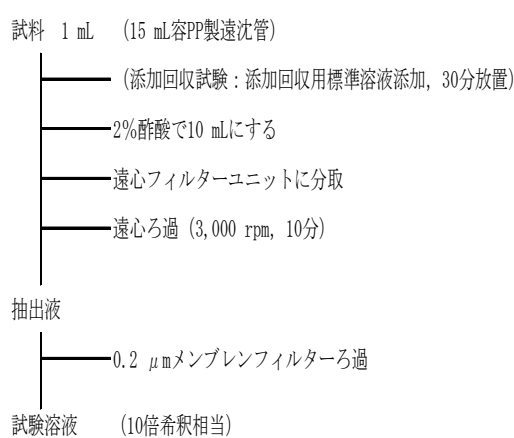 試料 1 mL (15 mL容PP製遠沈管)
(添加回収試験：添加回収用標準溶液添加, 30分放置)
2%酢酸で10 mLにする
遠心フィルターユニットに分取
遠心ろ過 (3,000 rpm, 10分)
抽出液
0.2 μmメンブレンフィルターろ過
試験溶液 (10倍希釈相当)